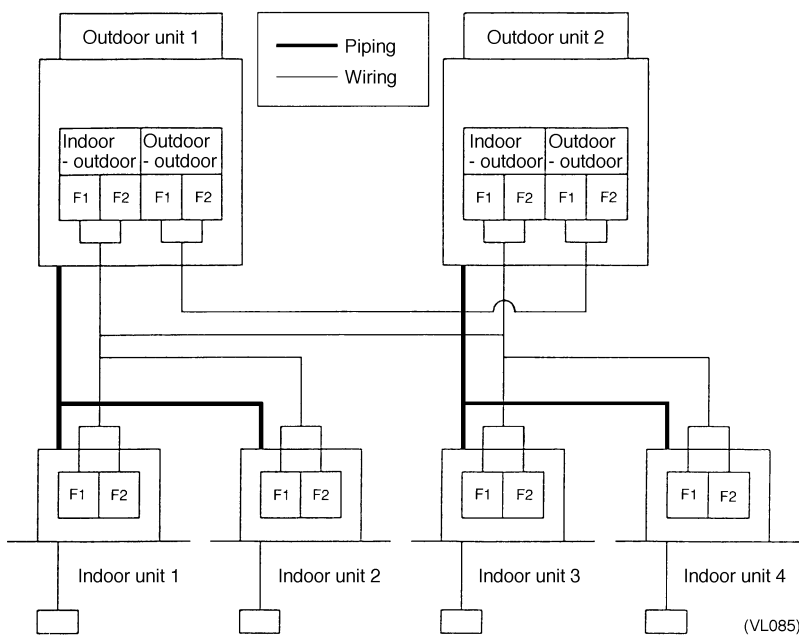 Outdoor unit 1
Outdoor unit 2
Piping
Wiring
Indoor
- outdoor
Outdoor
- outdoor
F1
F2
F1
F2
Indoor
- outdoor
Outdoor
- outdoor
F1
F2
F1
F2
F1
F2
F1
F2
F1
F2
F1
F2
Indoor unit 1
Indoor unit 2
Indoor unit 3
Indoor unit 4
(VL085)